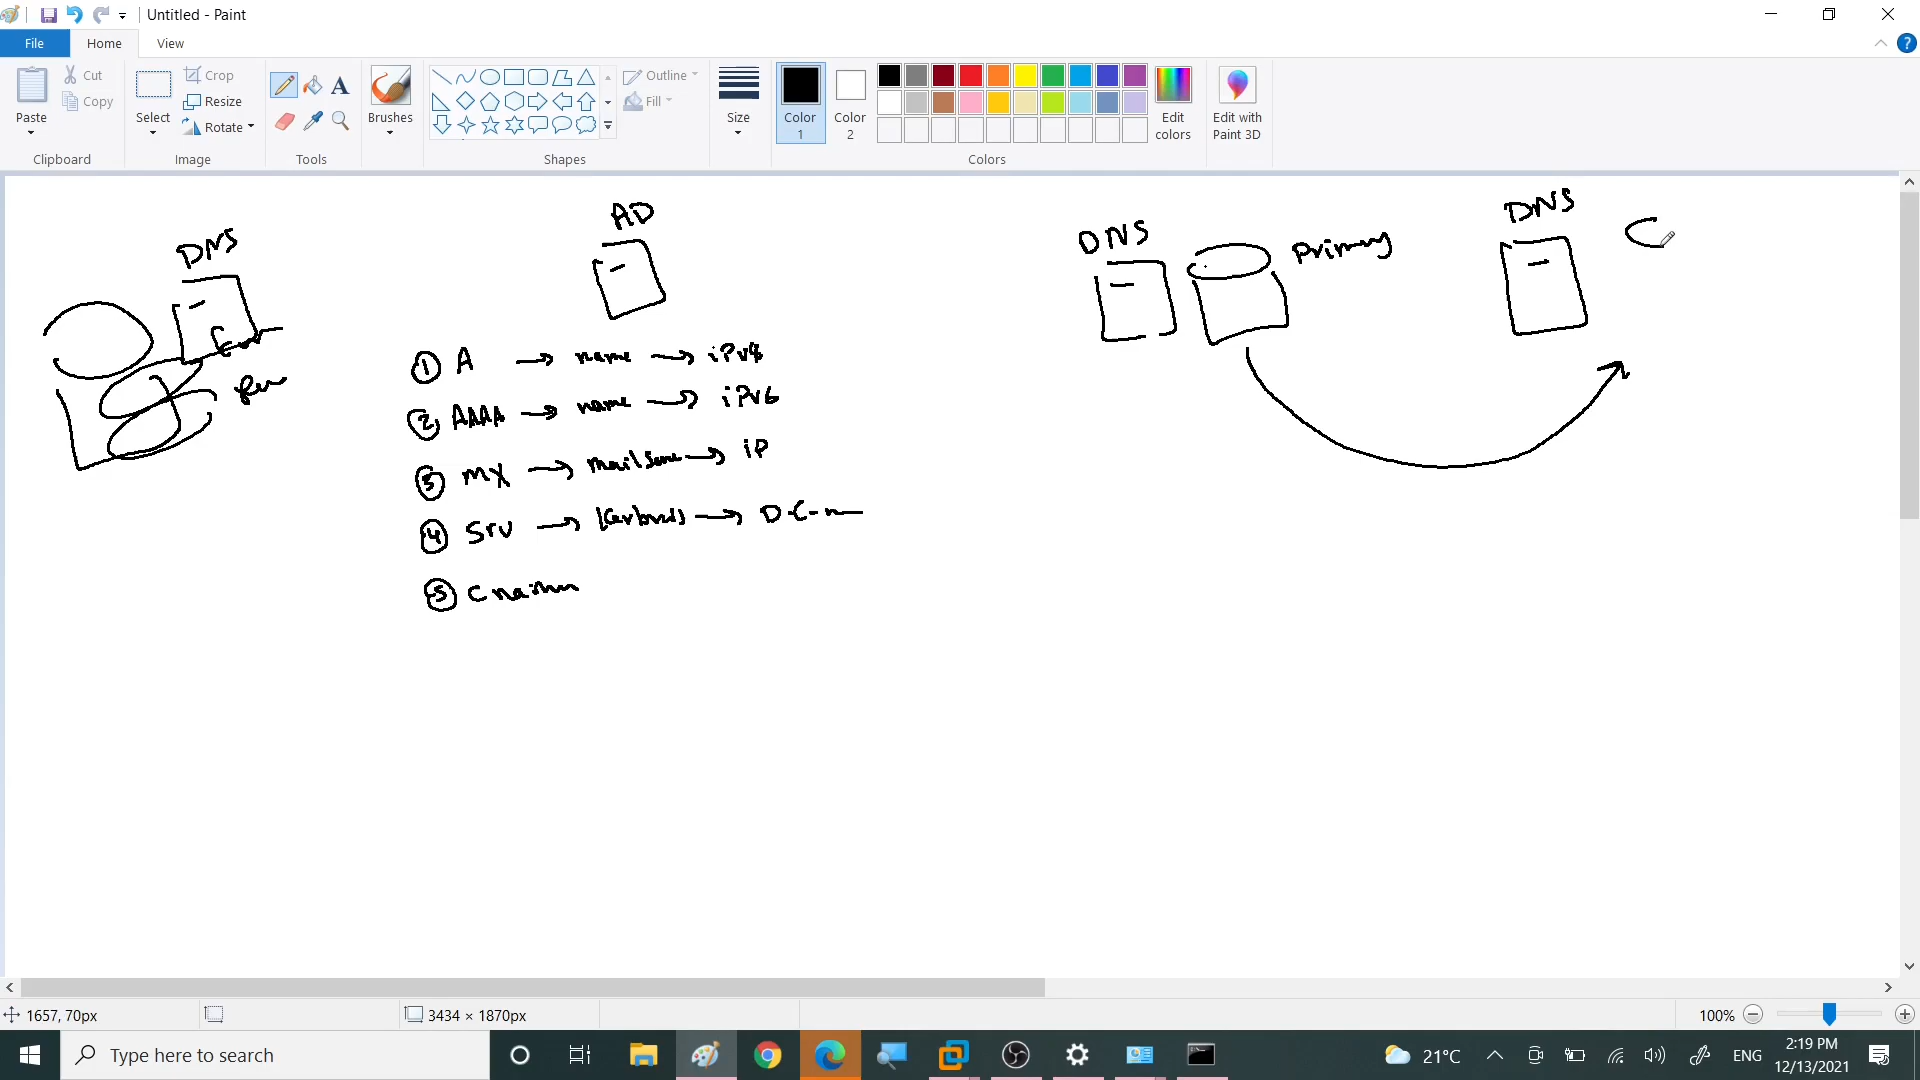 Untitled - Paint
File
Home
View
Paste
Cut
Copy
Clipboard
Select
Crop
Resize
Rotate
Image
Tools
Brushes
Shapes
Outline
Fill
Size
Color 1
Color 2
Edit colors
Colors
Edit with Paint 3D
DNS
AD
DNS
Primary
DNS
C
① A → name → iPv4
② AAAA → name → iPv6
③ MX → → iP
④ Srv →
⑤
1657, 70px
3434 × 1870px
100%
Type here to search
21°C
ENG
2:19 PM
12/13/2021